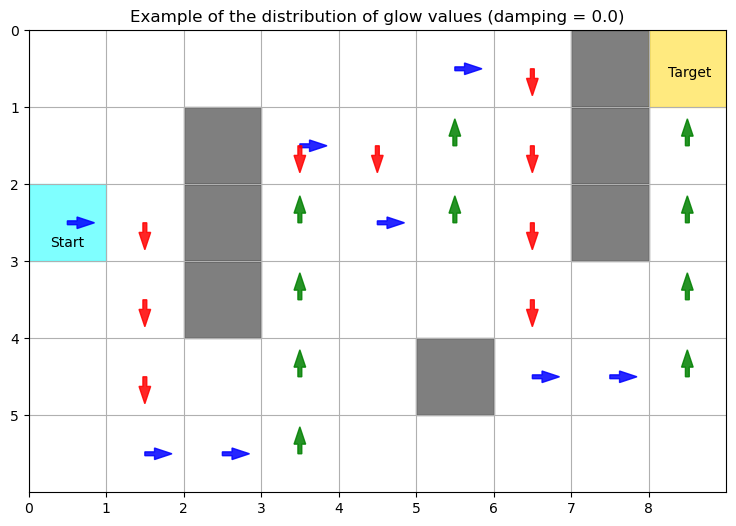 Example of the distribution of glow values (damping = 0.0)
0
Target
1
2
Start
3
4
5
0 1 2 3 4 5 6 7 8